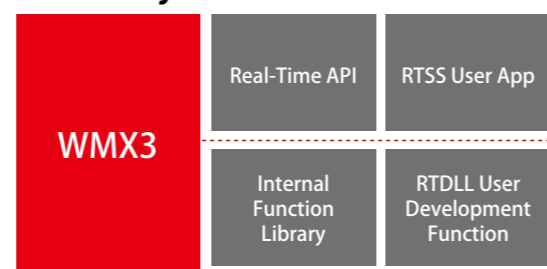 WMX3
Real-Time API
RTSS User App
Internal
Function
Library
RTDLL User
Development
Function